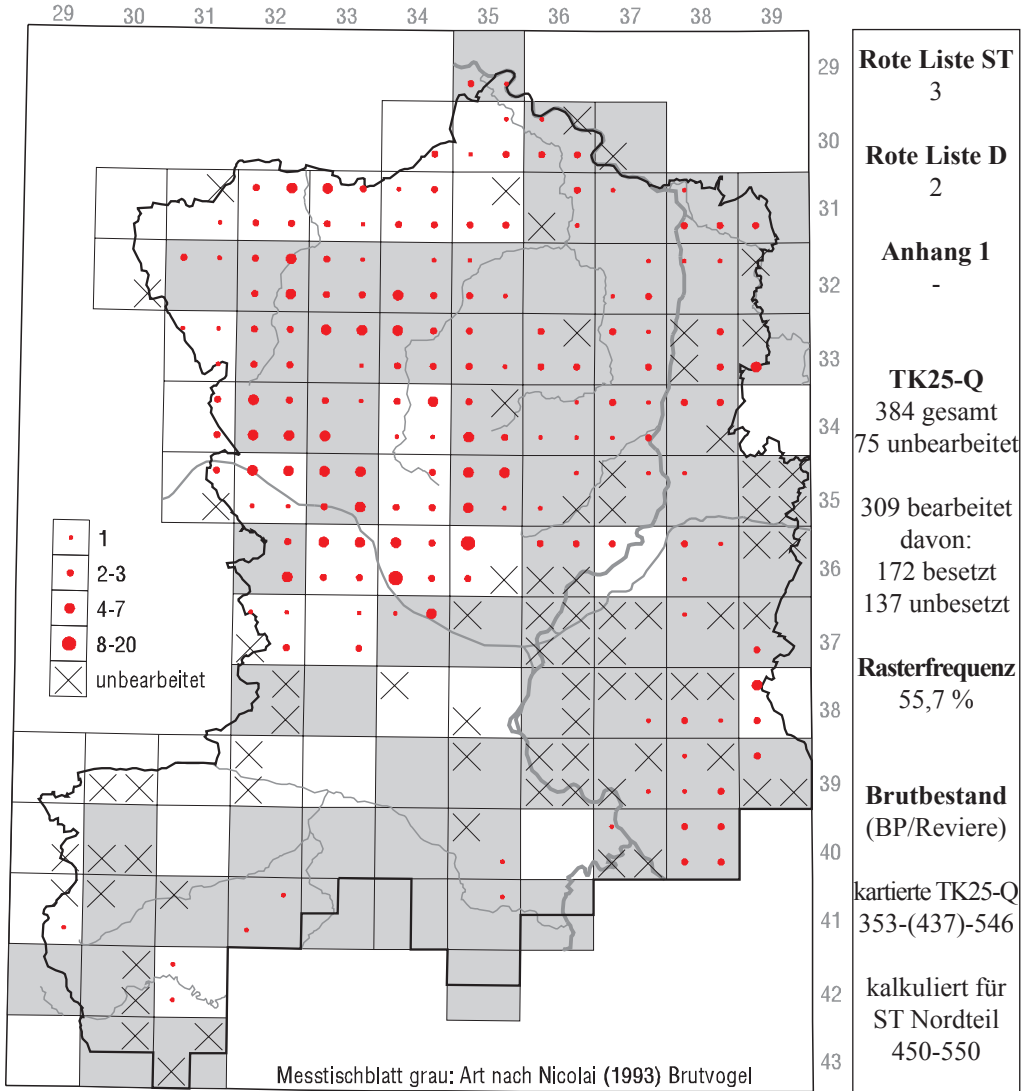 29 30 31 32 33 34 35 36 37 38 39
29
30
31
32
33
34
35
36
37
38
39
40
41
42
43
1
2-3
4-7
8-20
unbearbeitet
Messtischblatt grau: Art nach Nicolai (1993) Brutvogel
Rote Liste ST
3
Rote Liste D
2
Anhang 1
-
TK25-Q
384 gesamt
75 unbearbeitet
309 bearbeitet
davon:
172 besetzt
137 unbesetzt
Rasterfrequenz
55,7 %
Brutbestand
(BP/Reviere)
kartierte TK25-Q
353-(437)-546
kalkuliert für
ST Nordteil
450-550